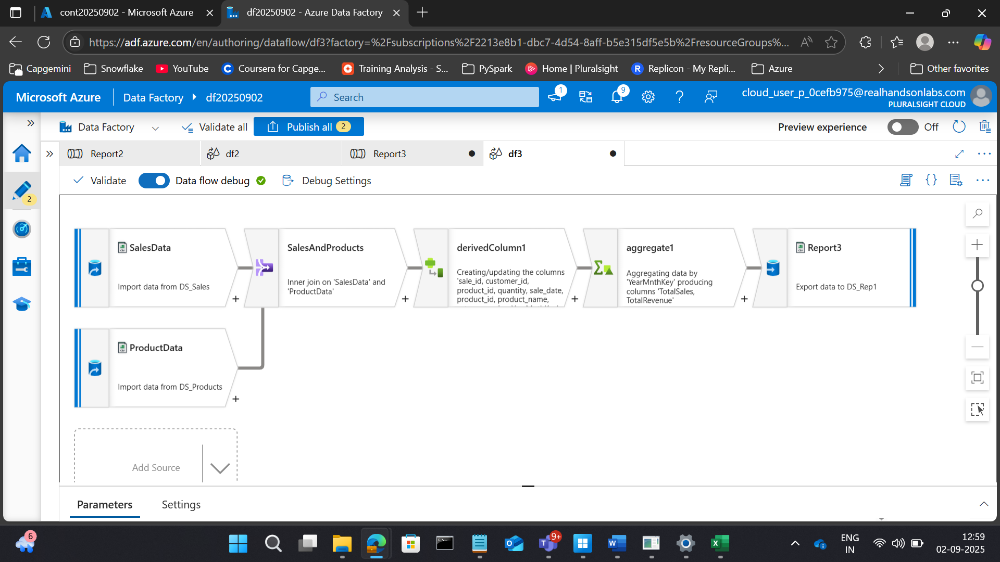 cont20250902 - Microsoft Azure
df20250902 - Azure Data Factory
https://adf.azure.com/en/authoring/dataflow/df3?factory=%2Fsubscriptions%2F2213e8b1-dbc7-4d54-8aff-b5e315df5e5b%2FresourceGroups%...
Capgemini
Snowflake
YouTube
Coursera for Capge...
Training Analysis - S...
PySpark
Home | Pluralsight
Replicon - My Repli...
Azure
Other favorites
Microsoft Azure
Data Factory
df20250902
Search
1
9
cloud_user_p_0cefb975@realhandsonlabs.com
PLURALSIGHT CLOUD
Data Factory
Validate all
Publish all 2
Preview experience
Off
2
Report2
df2
Report3
df3
Validate
Data flow debug
Debug Settings
SalesData
Import data from DS_Sales
SalesAndProducts
Inner join on 'SalesData' and
'ProductData'
derivedColumn1
Creating/updating the columns
'sale_id, customer_id,
product_id, quantity, sale_date,
product_id, product_name,
aggregate1
Aggregating data by
'YearMnthKey' producing
columns 'TotalSales,
TotalRevenue'
Report3
Export data to DS_Rep1
ProductData
Import data from DS_Products
Add Source
Parameters
Settings
6
9+
ENG
IN
12:59
02-09-2025